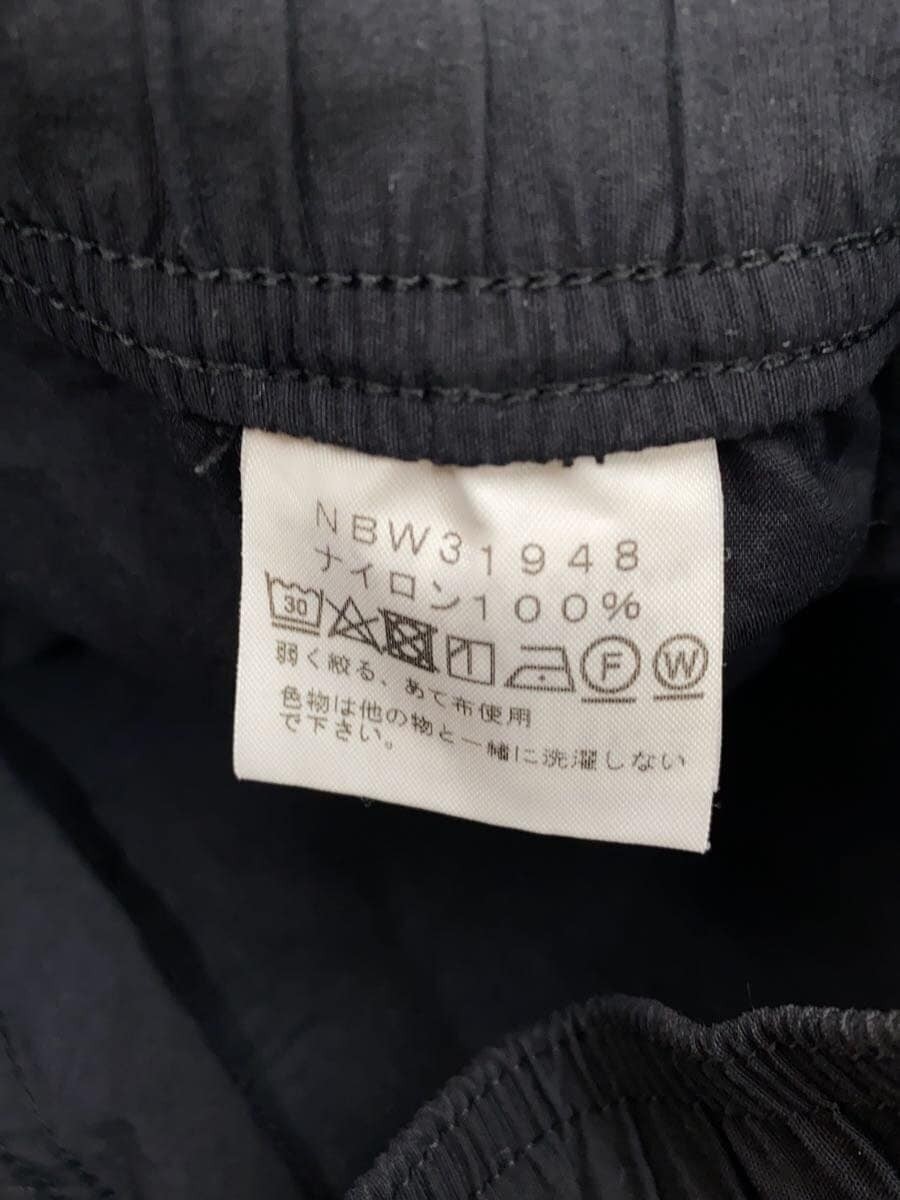 NBW31948
ナイロン100%
30 F W
弱く絞る、あて布使用
色物は他の物と一緒に洗濯しない
で下さい。